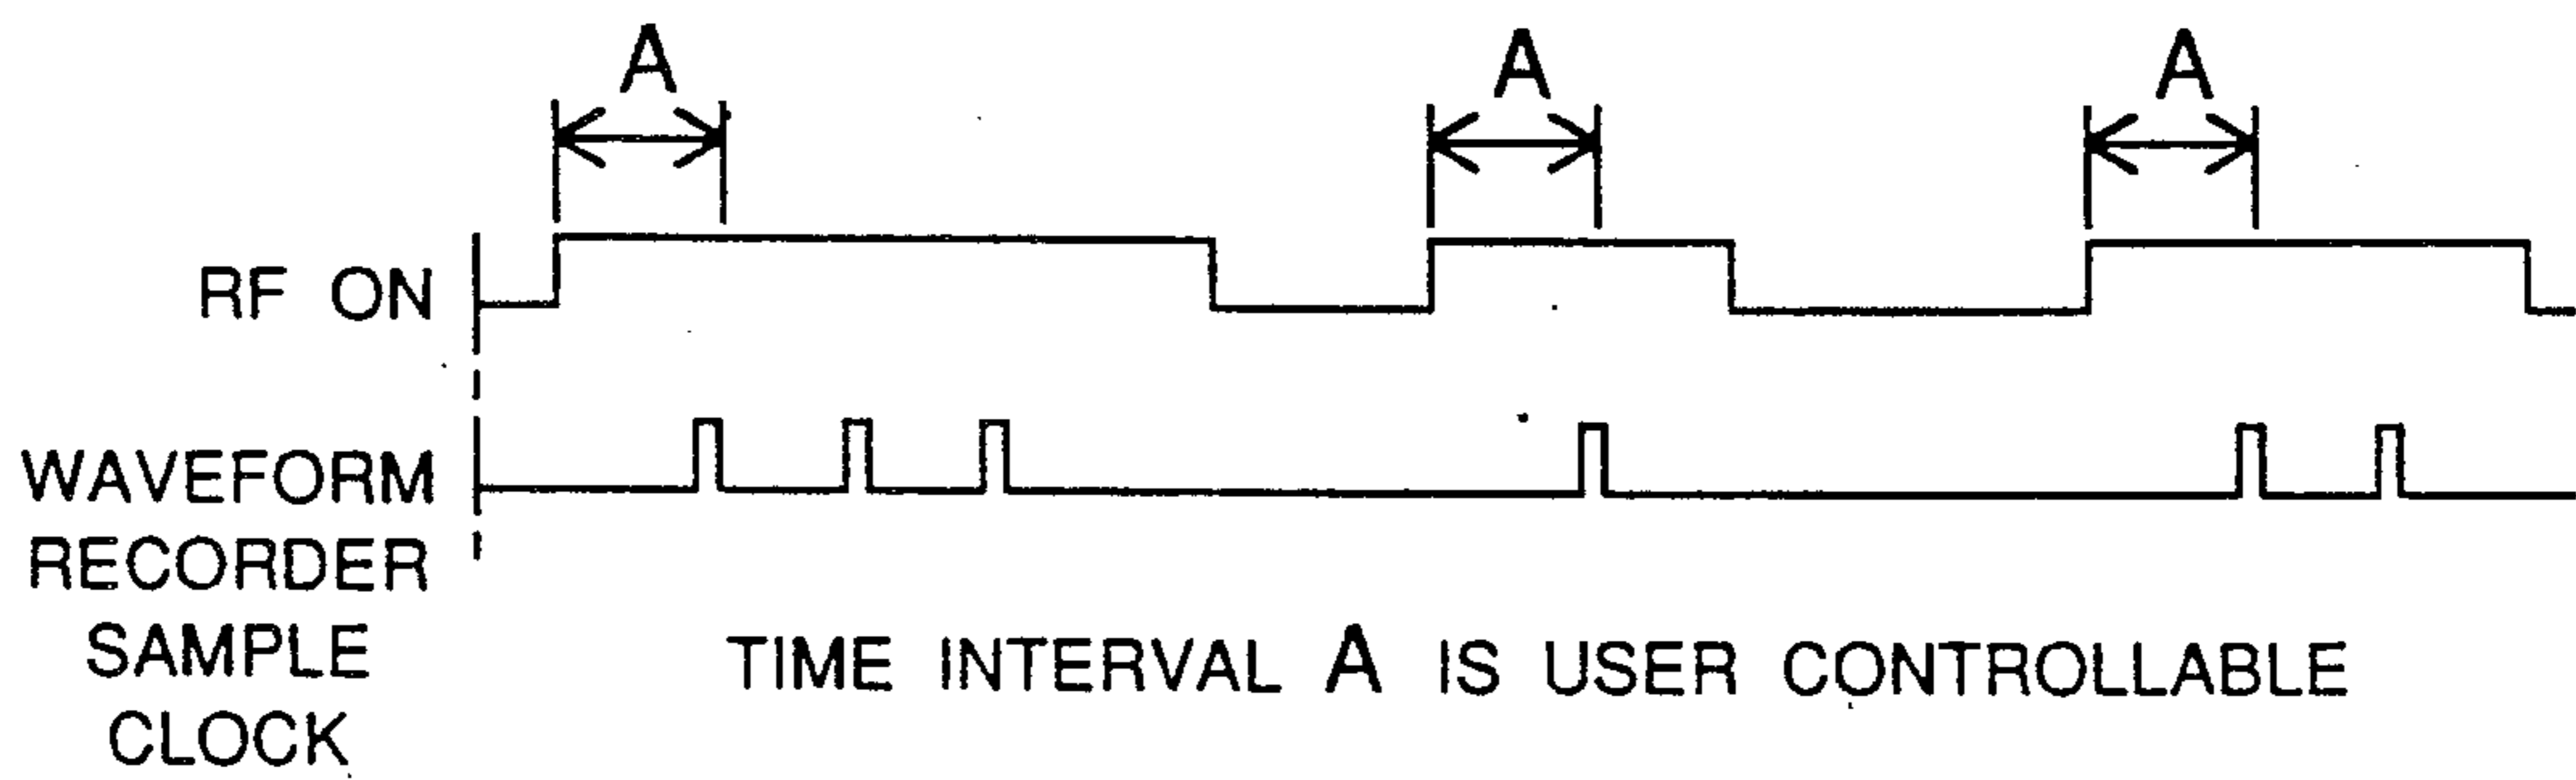 A A A
RF ON
WAVEFORM
RECORDER
SAMPLE
CLOCK
TIME INTERVAL A IS USER CONTROLLABLE